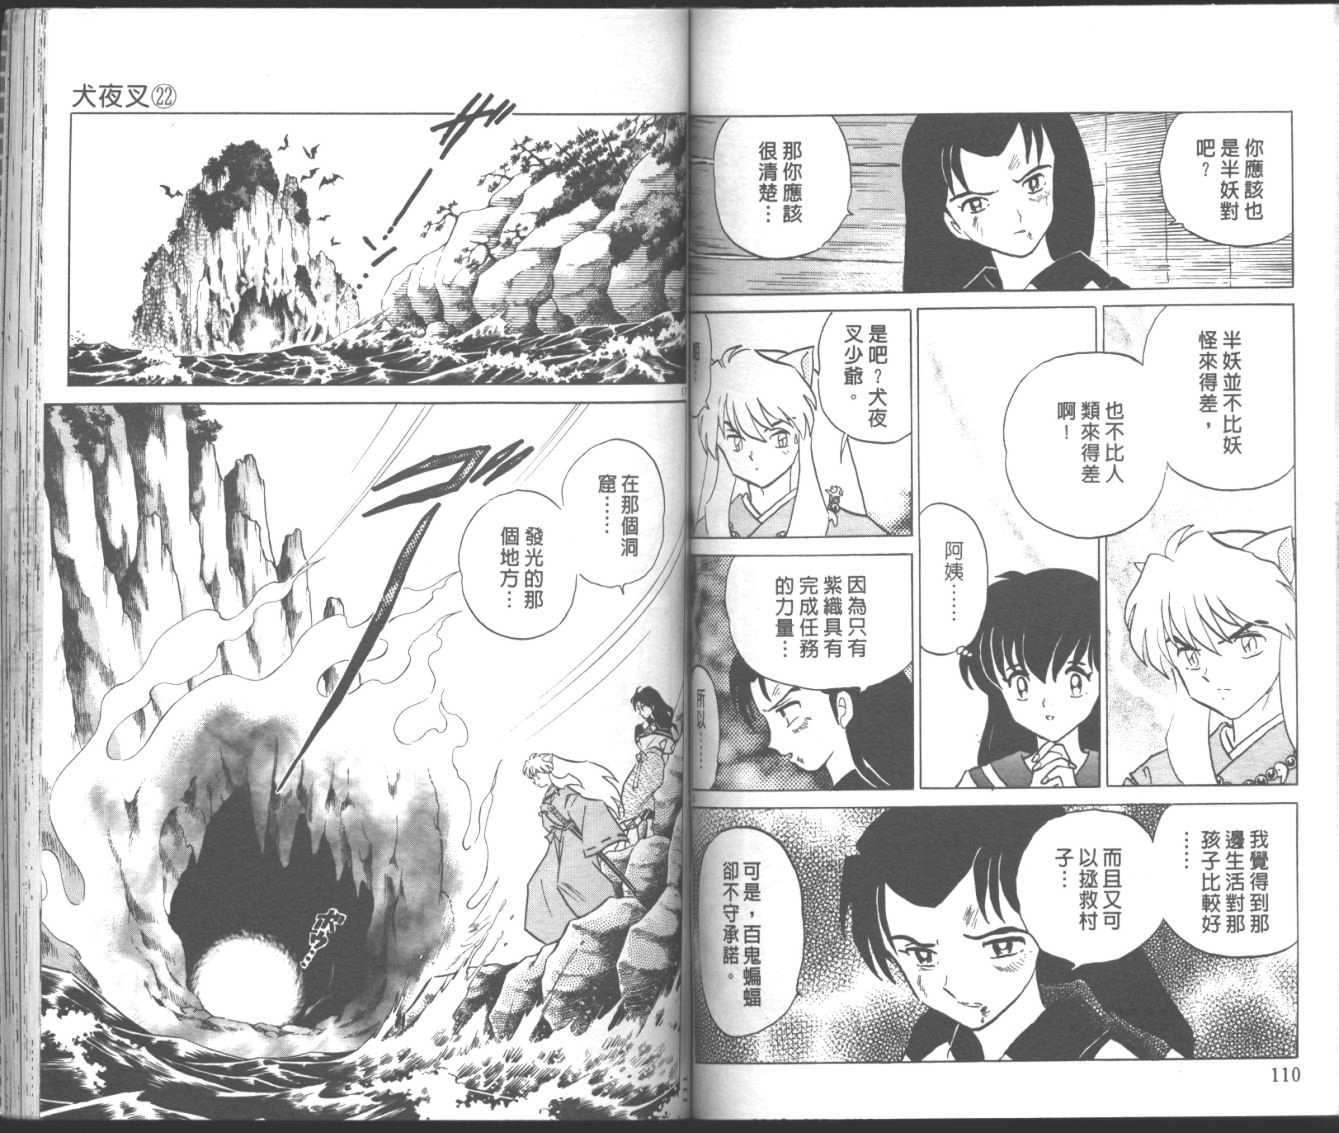 你應該也
是半妖對
吧？
那你應該
很清楚…
半妖並不比妖
怪來得差，
也不比人
類來得差
啊！
阿姨……
是吧？犬夜
叉少爺。
因為只有
紫織具有
完成任務
的力量…
所以……
我覺得到那
邊生活對那
孩子比較好
……
而且又可
以拯救村
子…
可是，百鬼蝙蝠
卻不守承諾。
110
犬夜叉㉒
在那個洞
窟……
發光的那
個地方…